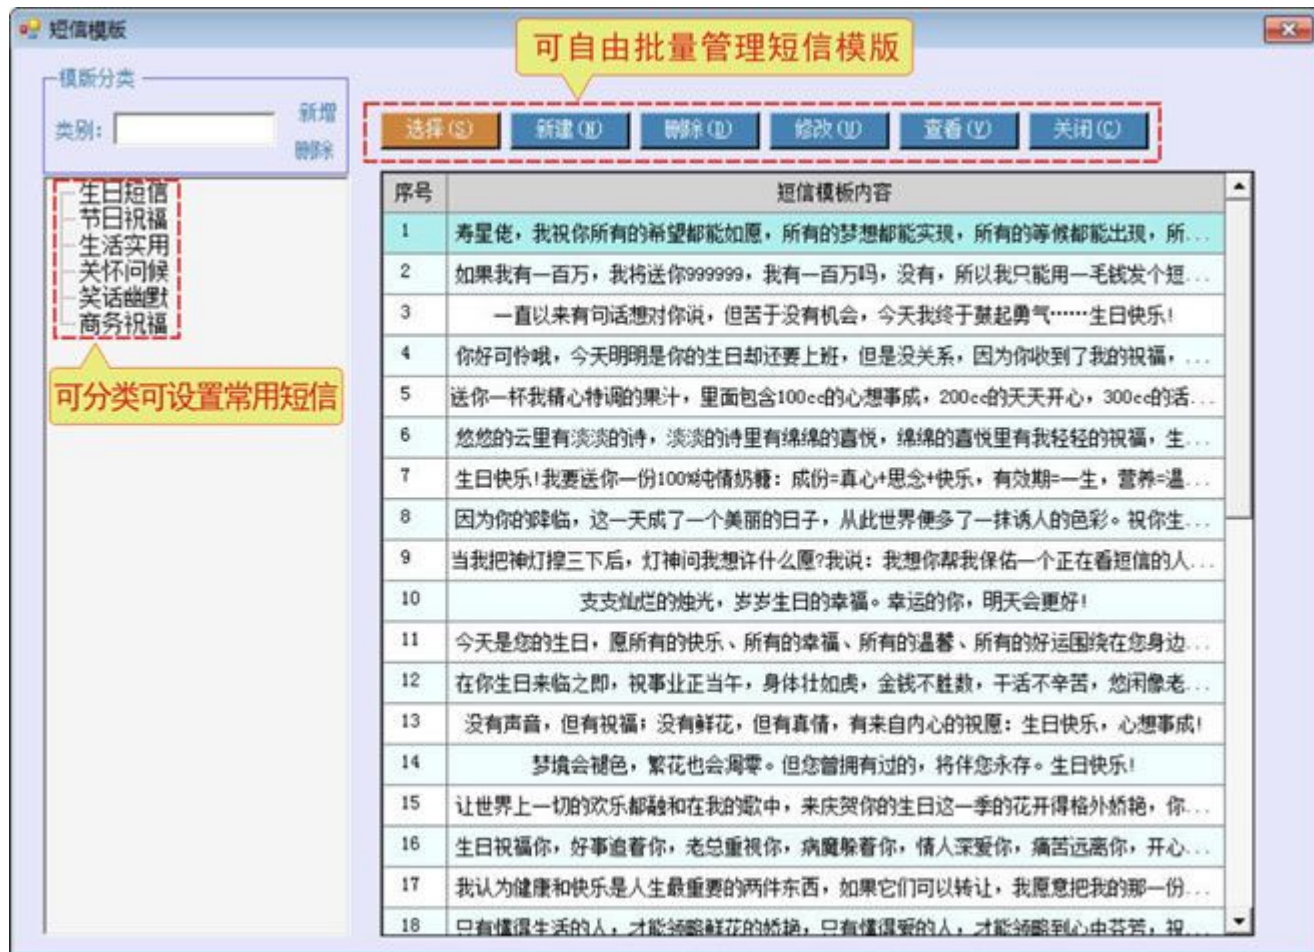 短信模版
可自由批量管理短信模版
模版分类
类别:
新增
删除
选择(S) 新建(N) 删除(D) 修改(U) 查看(V) 关闭(C)
生日短信
节日祝福
生活实用
关怀问候
笑话幽默
商务祝福
可分类可设置常用短信
序号 短信模板内容
1 寿星佬，我祝你所有的希望都能如愿，所有的梦想都能实现，所有的等候都能出现，所...
2 如果我有一百万，我将送你999999，我有一百万吗，没有，所以我只能用一毛钱发个短...
3 一直以来有句话想对你说，但苦于没有机会，今天我终于鼓起勇气……生日快乐!
4 你好可怜哦，今天明明是你的生日却还要上班，但是没关系，因为你收到了我的祝福，...
5 送你一杯我精心特调的果汁，里面包含100cc的心想事成，200cc的天天开心，300cc的活...
6 悠悠的云里有淡淡的诗，淡淡的诗里有绵绵的喜悦，绵绵的喜悦里有我轻轻的祝福，生...
7 生日快乐!我要送你一份100%纯情奶糖：成份=真心+思念+快乐，有效期=一生，营养=温...
8 因为你的降临，这一天成了一个美丽的日子，从此世界便多了一抹诱人的色彩。祝你生...
9 当我把神灯擦三下后，灯神问我想许什么愿?我说：我想你帮我保佑一个正在看短信的人...
10 支支灿烂的烛光，岁岁生日的幸福。幸运的你，明天会更好!
11 今天是您的生日，愿所有的快乐、所有的幸福、所有的温馨、所有的好运围绕在您身边...
12 在你生日来临之即，祝事业正当午，身体壮如虎，金钱不胜数，干活不辛苦，悠闲像老...
13 没有声音，但有祝福；没有鲜花，但有真情，有来自内心的祝愿：生日快乐，心想事成!
14 梦境会褪色，繁花也会凋零。但您曾拥有过的，将伴您永存。生日快乐!
15 让世界上一切的欢乐都融和在我的歌中，来庆贺你的生日这一季的花开得格外娇艳，你...
16 生日祝福你，好事追着你，老总重视你，病魔躲着你，情人深爱你，痛苦远离你，开心...
17 我认为健康和快乐是人生最重要的两件东西，如果它们可以转让，我愿意把我的那一份...
18 只有懂得生活的人，才能领略鲜花的娇艳，只有懂得爱的人，才能领略到心中芬芳，祝...